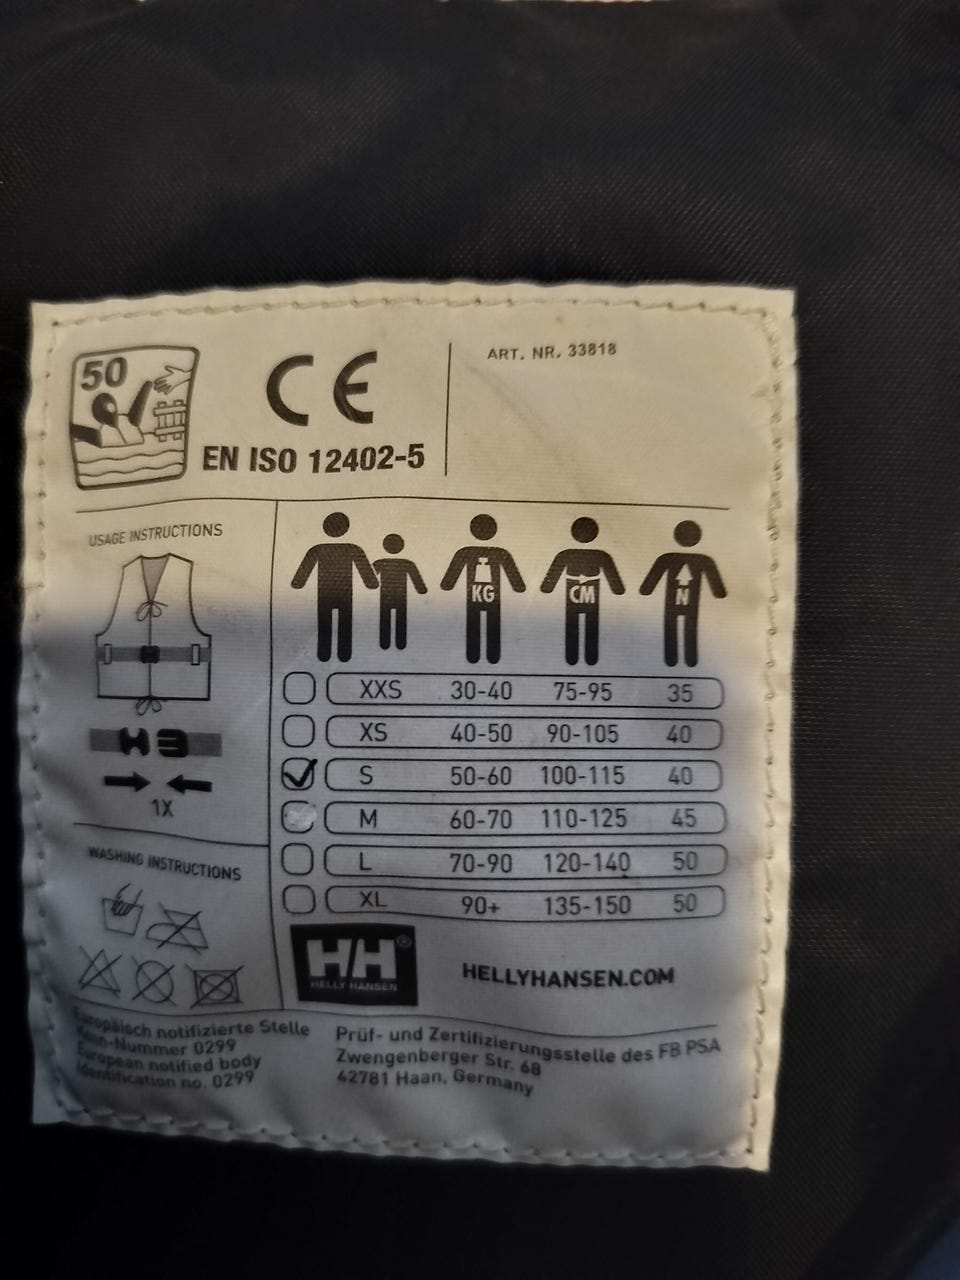 50
CE
EN ISO 12402-5
ART. NR. 33818
USAGE INSTRUCTIONS
1X
WASHING INSTRUCTIONS
KG CM N
XXS 30-40 75-95 35
XS 40-50 90-105 40
S 50-60 100-115 40
M 60-70 110-125 45
L 70-90 120-140 50
XL 90+ 135-150 50
HH®
HELLY HANSEN
HELLYHANSEN.COM
Europäisch notifizierte Stelle
Kenn-Nummer 0299
European notified body
Identification no. 0299
Prüf- und Zertifizierungsstelle des FB PSA
Zwengenberger Str. 68
42781 Haan, Germany